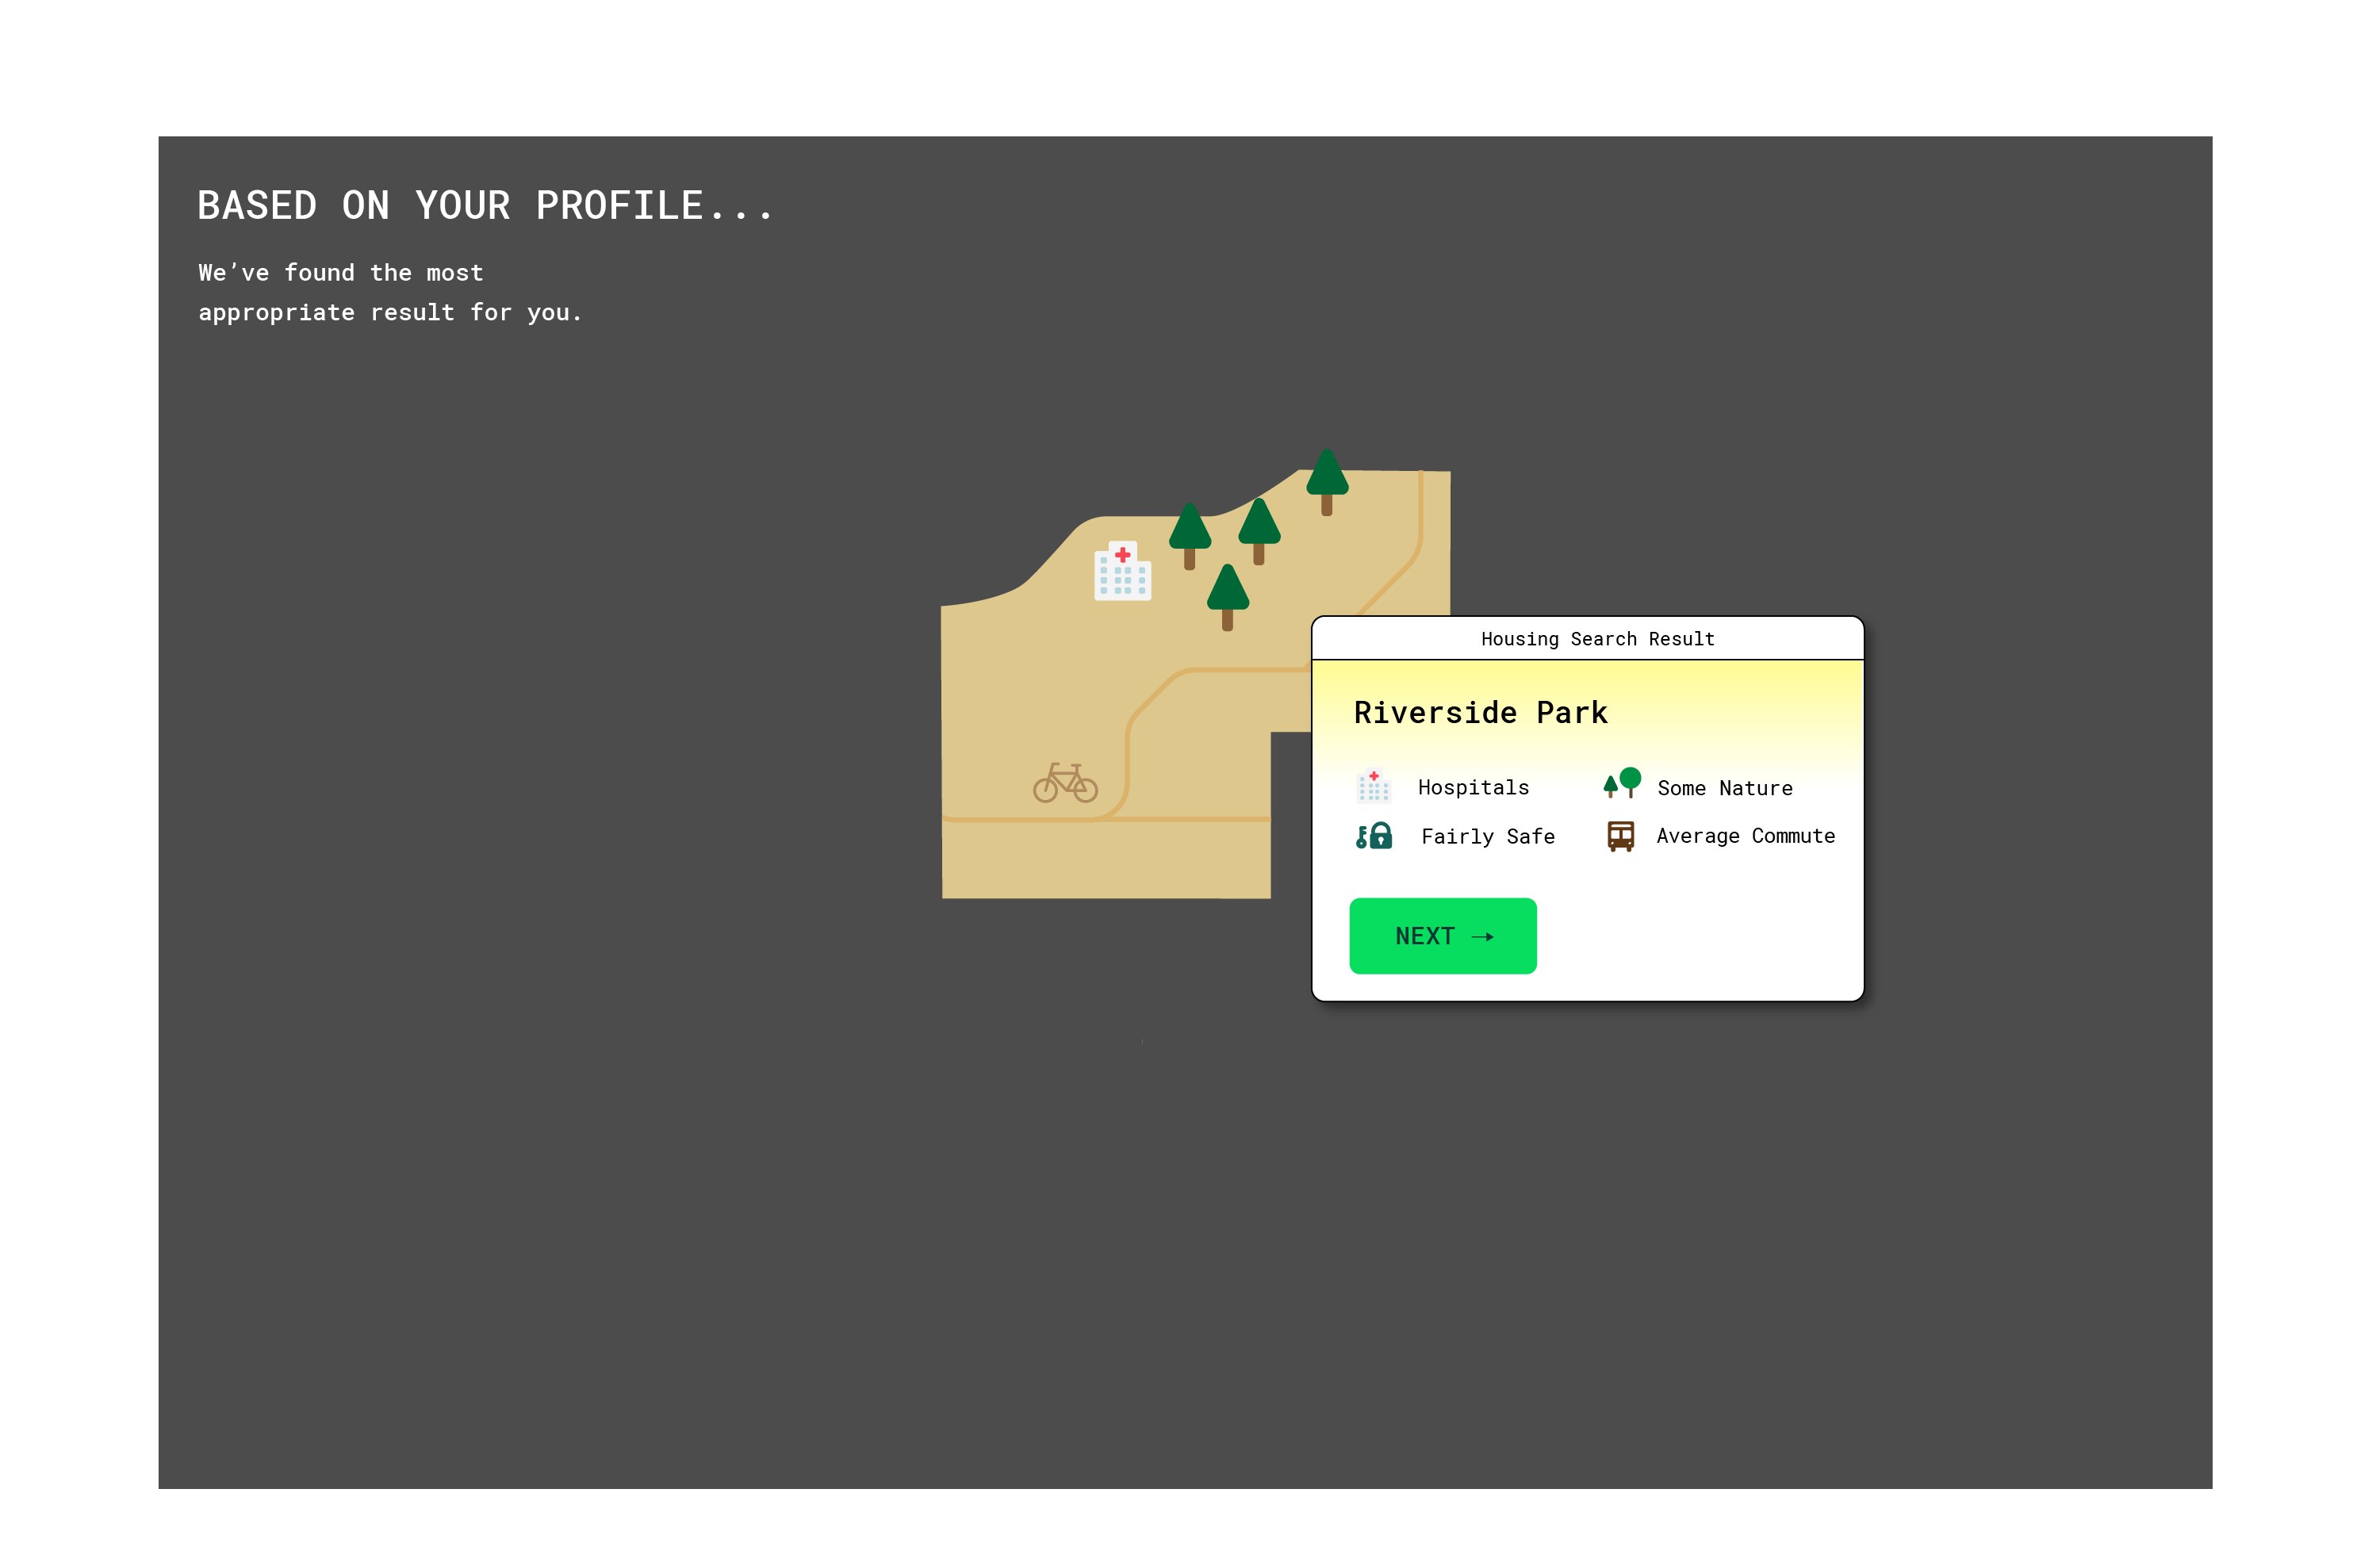 BASED ON YOUR PROFILE...
We’ve found the most
appropriate result for you.
Housing Search Result
Riverside Park
Hospitals
Some Nature
Fairly Safe
Average Commute
NEXT →